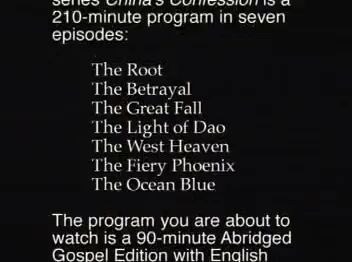 series China's Confession is a
210-minute program in seven
episodes:
The Root
The Betrayal
The Great Fall
The Light of Dao
The West Heaven
The Fiery Phoenix
The Ocean Blue
The program you are about to
watch is a 90-minute Abridged
Gospel Edition with English